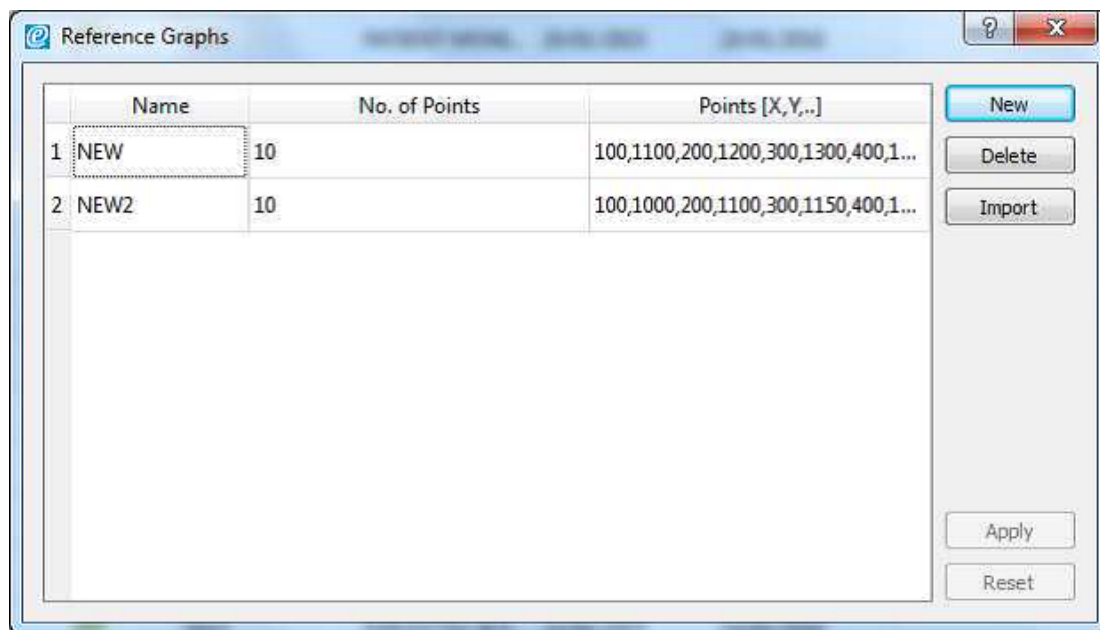 Reference Graphs
Name No. of Points Points [X,Y,..]
1 NEW 10 100,1100,200,1200,300,1300,400,1...
2 NEW2 10 100,1000,200,1100,300,1150,400,1...
New
Delete
Import
Apply
Reset